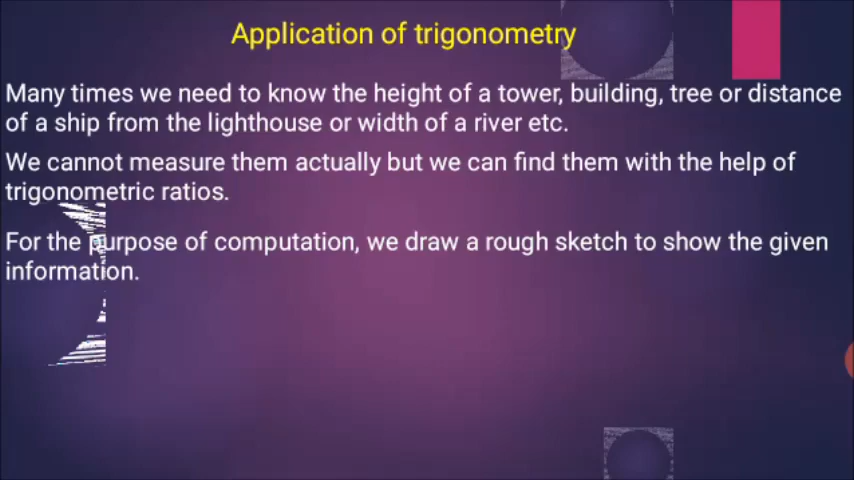 Application of trigonometry
Many times we need to know the height of a tower, building, tree or distance
of a ship from the lighthouse or width of a river etc.
We cannot measure them actually but we can find them with the help of
trigonometric ratios.
For the purpose of computation, we draw a rough sketch to show the given
information.